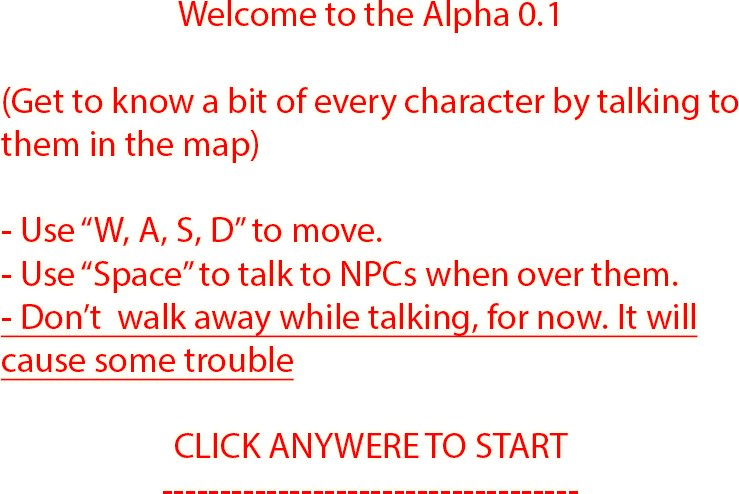 Welcome to the Alpha 0.1
(Get to know a bit of every character by talking to
them in the map)
- Use “W, A, S, D” to move.
- Use “Space” to talk to NPCs when over them.
- Don’t  walk away while talking, for now. It will
cause some trouble
CLICK ANYWERE TO START
------------------------------------